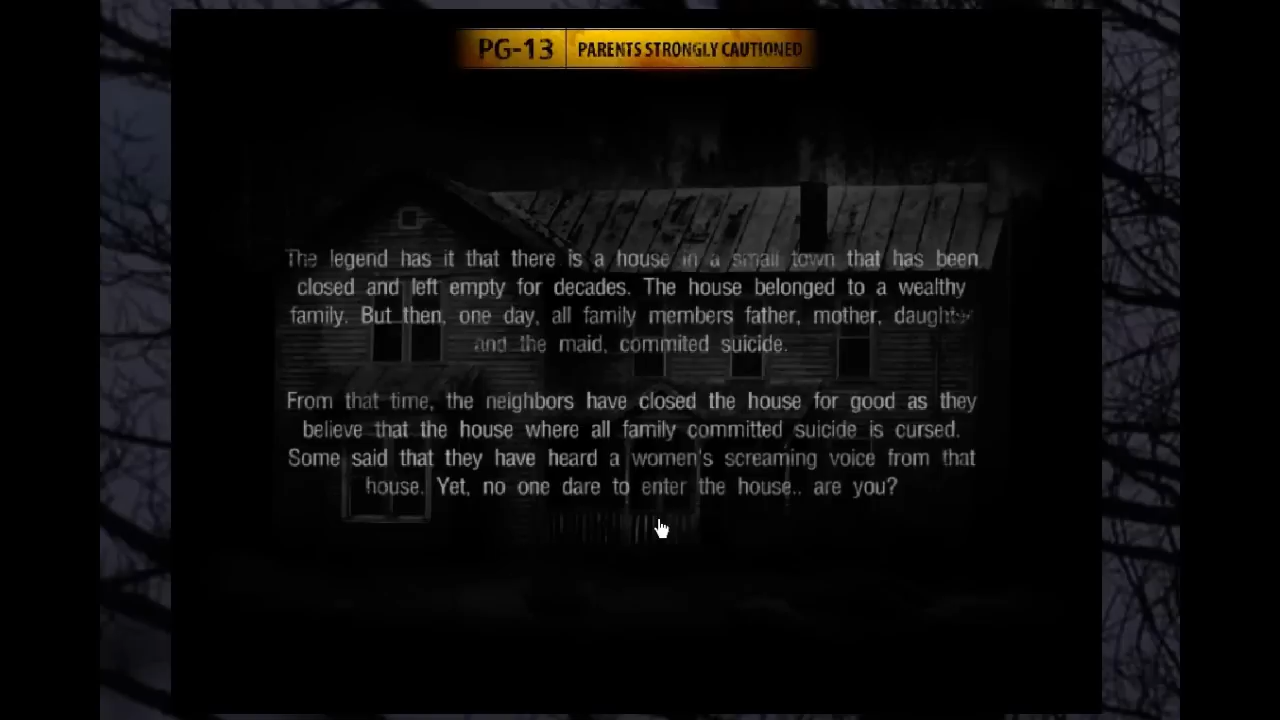 PG-13 PARENTS STRONGLY CAUTIONED
The legend has it that there is a house in a small town that has been
closed and left empty for decades. The house belonged to a wealthy
family. But then, one day, all family members father, mother, daughter
and the maid, commited suicide.
From that time, the neighbors have closed the house for good as they
believe that the house where all family committed suicide is cursed.
Some said that they have heard a women's screaming voice from that
house. Yet, no one dare to enter the house.. are you?